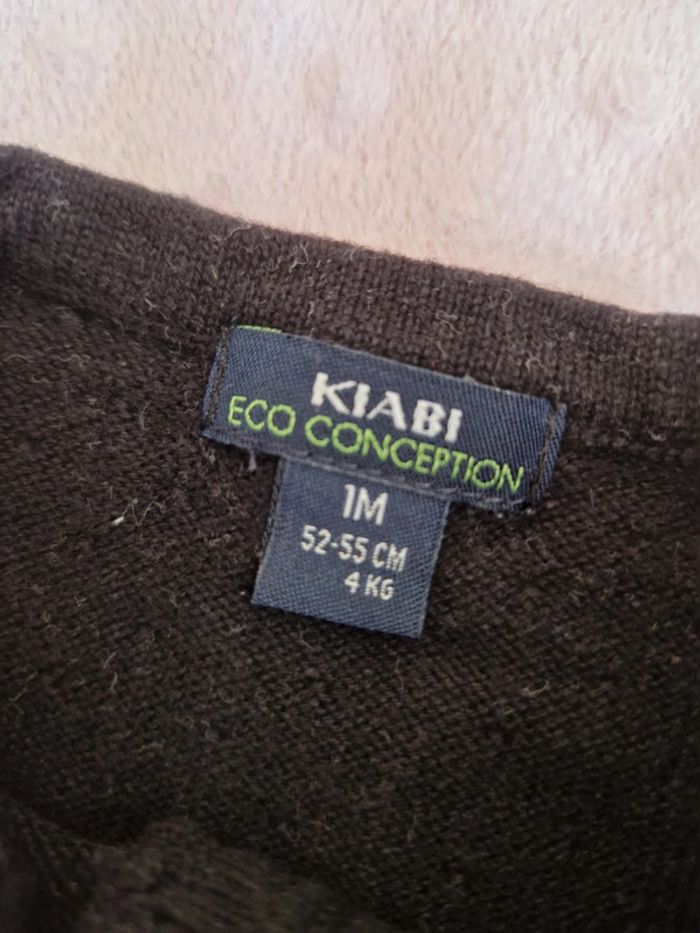 KIABI
ECO CONCEPTION
1M
52-55 CM
4 KG